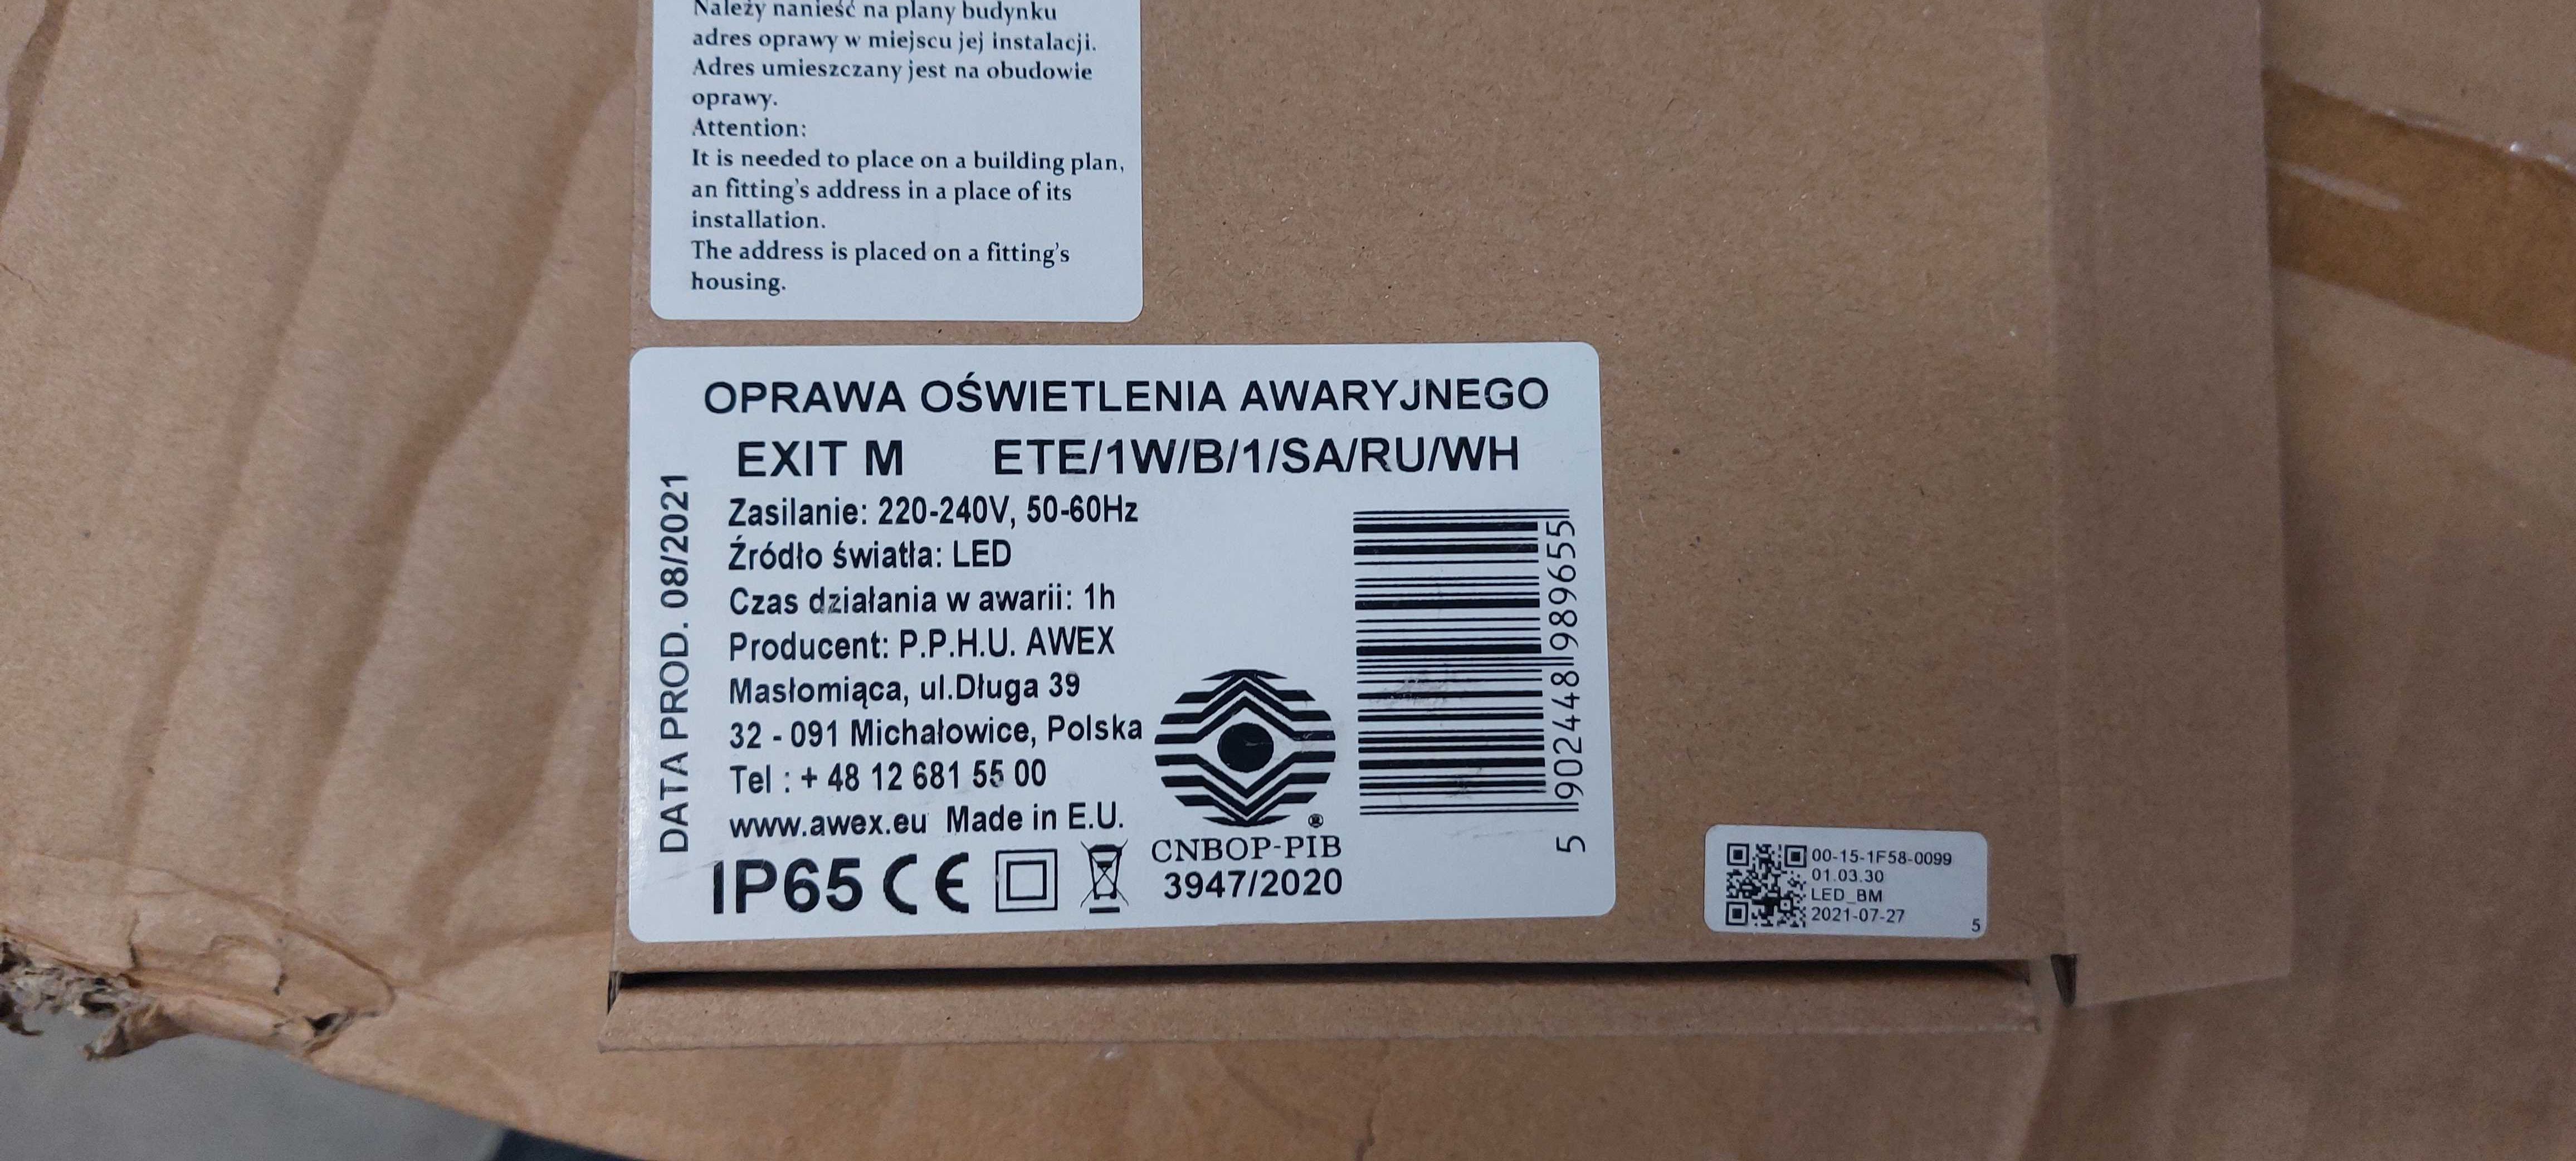 Należy nanieść na plany budynku
adres oprawy w miejscu jej instalacji.
Adres umieszczany jest na obudowie
oprawy.
Attention:
It is needed to place on a building plan,
an fitting's address in a place of its
installation.
The address is placed on a fitting's
housing.
OPRAWA OŚWIETLENIA AWARYJNEGO
EXIT M ETE/1W/B/1/SA/RU/WH
DATA PROD. 08/2021
Zasilanie: 220-240V, 50-60Hz
Źródło światła: LED
Czas działania w awarii: 1h
Producent: P.P.H.U. AWEX
Masłomiąca, ul.Długa 39
32 - 091 Michałowice, Polska
Tel : + 48 12 681 55 00
www.awex.eu Made in E.U.
IP65 CE
®
CNBOP-PIB
3947/2020
5 902448 989655
00-15-1F58-0099
01.03.30
LED_BM
2021-07-27
5